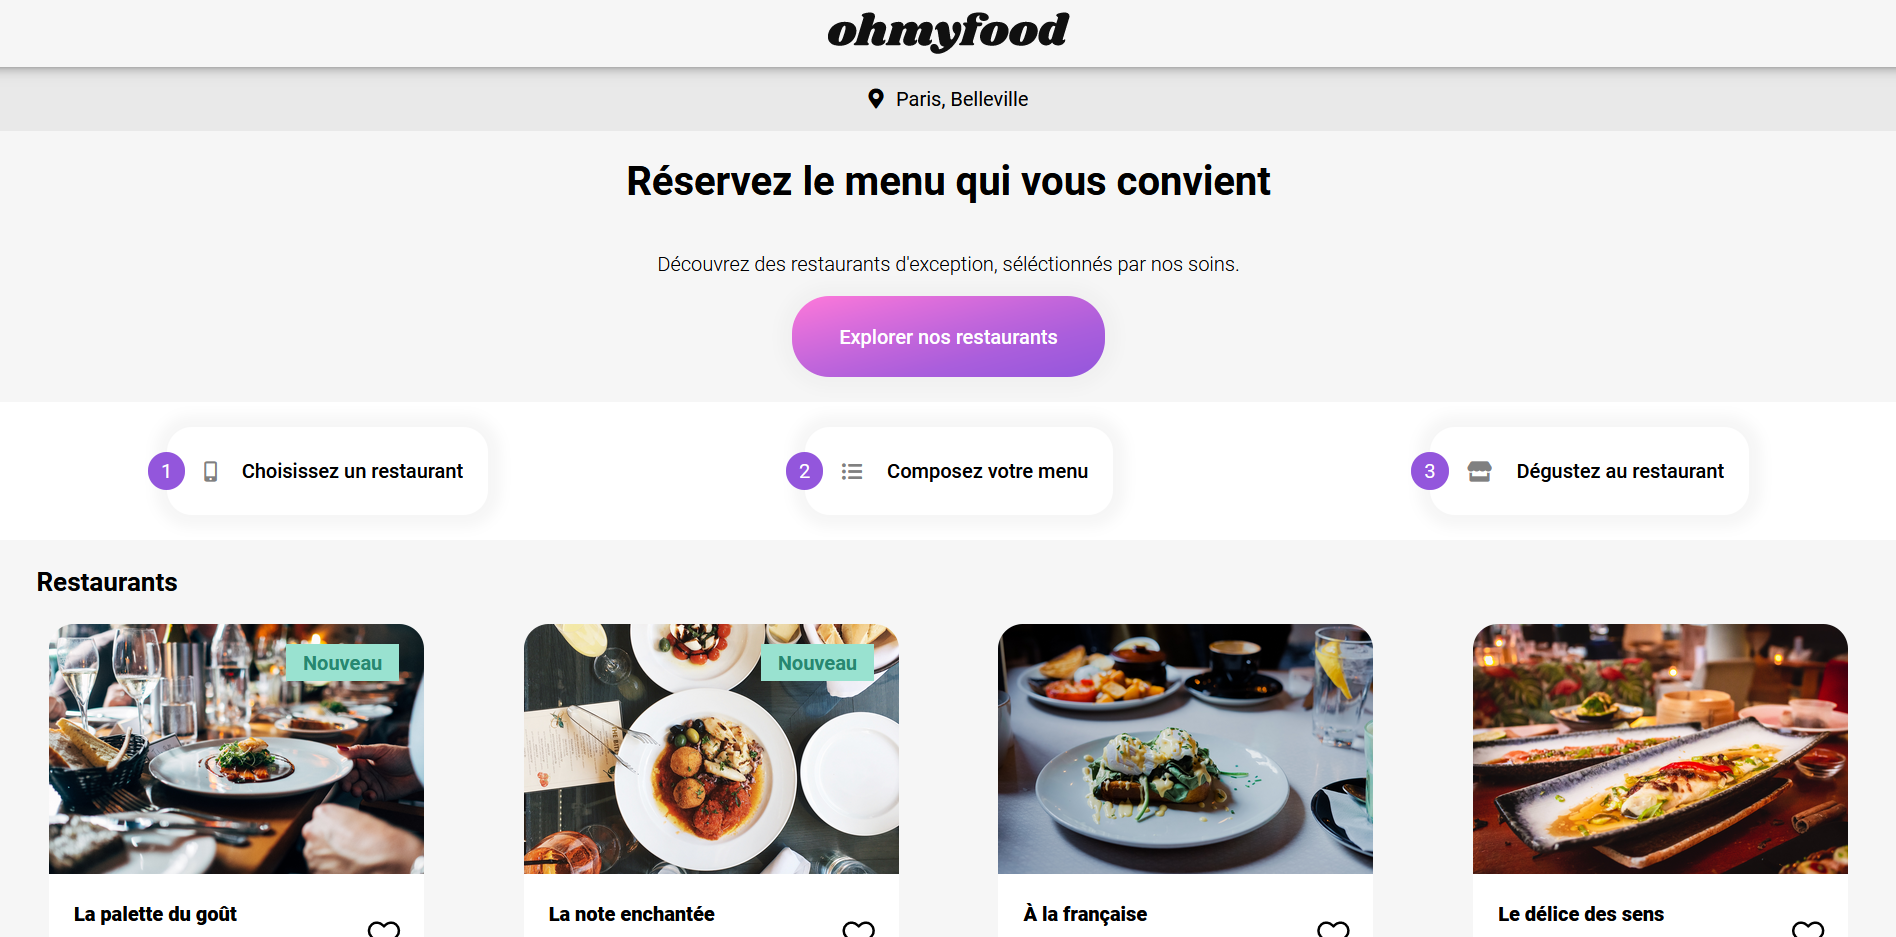 ohmyfood
Paris, Belleville
Réservez le menu qui vous convient
Découvrez des restaurants d'exception, séléctionnés par nos soins.
Explorer nos restaurants
1 Choisissez un restaurant
2 Composez votre menu
3 Dégustez au restaurant
Restaurants
Nouveau
Nouveau
La palette du goût
La note enchantée
À la française
Le délice des sens